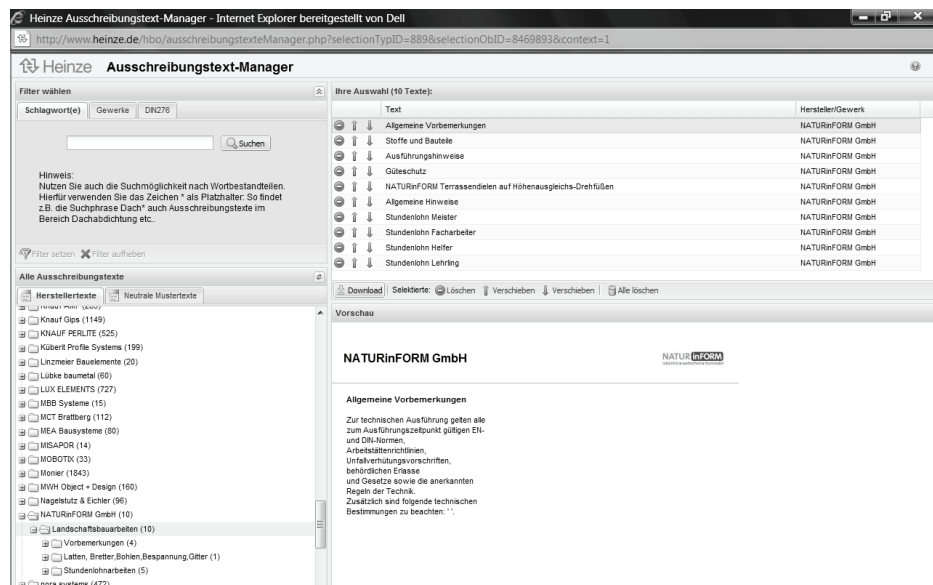 Heinze Ausschreibungstext-Manager - Internet Explorer bereitgestellt von Dell
http://www.heinze.de/hbo/ausschreibungstexteManager.php?selectionTypID=889&selectionObID=8469893&context=1
Heinze Ausschreibungstext-Manager
Filter wählen
Schlagwort(e) Gewerke DIN276
Suchen
Hinweis:
Nutzen Sie auch die Suchmöglichkeit nach Wortbestandteilen.
Hierfür verwenden Sie das Zeichen * als Platzhalter: So findet
z.B. die Suchphrase Dach* auch Ausschreibungstexte im
Bereich Dachabdichtung etc..
Filter setzen Filter aufheben
Alle Ausschreibungstexte
Herstellertexte Neutrale Mustertexte
Knauf Gips (1149)
KNAUF PERLITE (525)
Küberit Profile Systems (199)
Linzmeier Bauelemente (20)
Lübke baumetal (60)
LUX ELEMENTS (727)
MBB Systeme (15)
MCT Brattberg (112)
MEA Bausysteme (80)
MISAPOR (14)
MOBOTIX (33)
Monier (1843)
MWH Object + Design (160)
Nagelstutz & Eichler (96)
NATURinFORM GmbH (10)
Landschaftsbauarbeiten (10)
Vorbemerkungen (4)
Latten, Bretter,Bohlen,Bespannung,Gitter (1)
Stundenlohnarbeiten (5)
nora systems (472)
Ihre Auswahl (10 Texte):
Text Hersteller/Gewerk
Allgemeine Vorbemerkungen NATURinFORM GmbH
Stoffe und Bauteile NATURinFORM GmbH
Ausführungshinweise NATURinFORM GmbH
Güteschutz NATURinFORM GmbH
NATURinFORM Terrassendielen auf Höhenausgleichs-Drehfüßen NATURinFORM GmbH
Allgemeine Hinweise NATURinFORM GmbH
Stundenlohn Meister NATURinFORM GmbH
Stundenlohn Facharbeiter NATURinFORM GmbH
Stundenlohn Helfer NATURinFORM GmbH
Stundenlohn Lehrling NATURinFORM GmbH
Download Selektierte: Löschen Verschieben Verschieben Alle löschen
Vorschau
NATURinFORM GmbH
NATUR inFORM
Allgemeine Vorbemerkungen
Zur technischen Ausführung gelten alle
zum Ausführungszeitpunkt gültigen EN-
und DIN-Normen,
Arbeitstättenrichtlinien,
Unfallverhütungsvorschriften,
behördlichen Erlasse
und Gesetze sowie die anerkannten
Regeln der Technik.
Zusätzlich sind folgende technischen
Bestimmungen zu beachten: ' '.